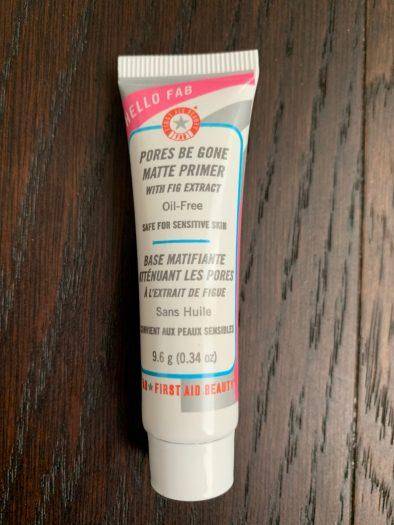 HELLO FAB
PORES BE GONE
MATTE PRIMER
WITH FIG EXTRACT
Oil-Free
SAFE FOR SENSITIVE SKIN
BASE MATIFIANTE
ATTÉNUANT LES PORES
À L'EXTRAIT DE FIGUE
Sans Huile
CONVIENT AUX PEAUX SENSIBLES
9.6 g (0.34 oz)
FIRST AID BEAUTY